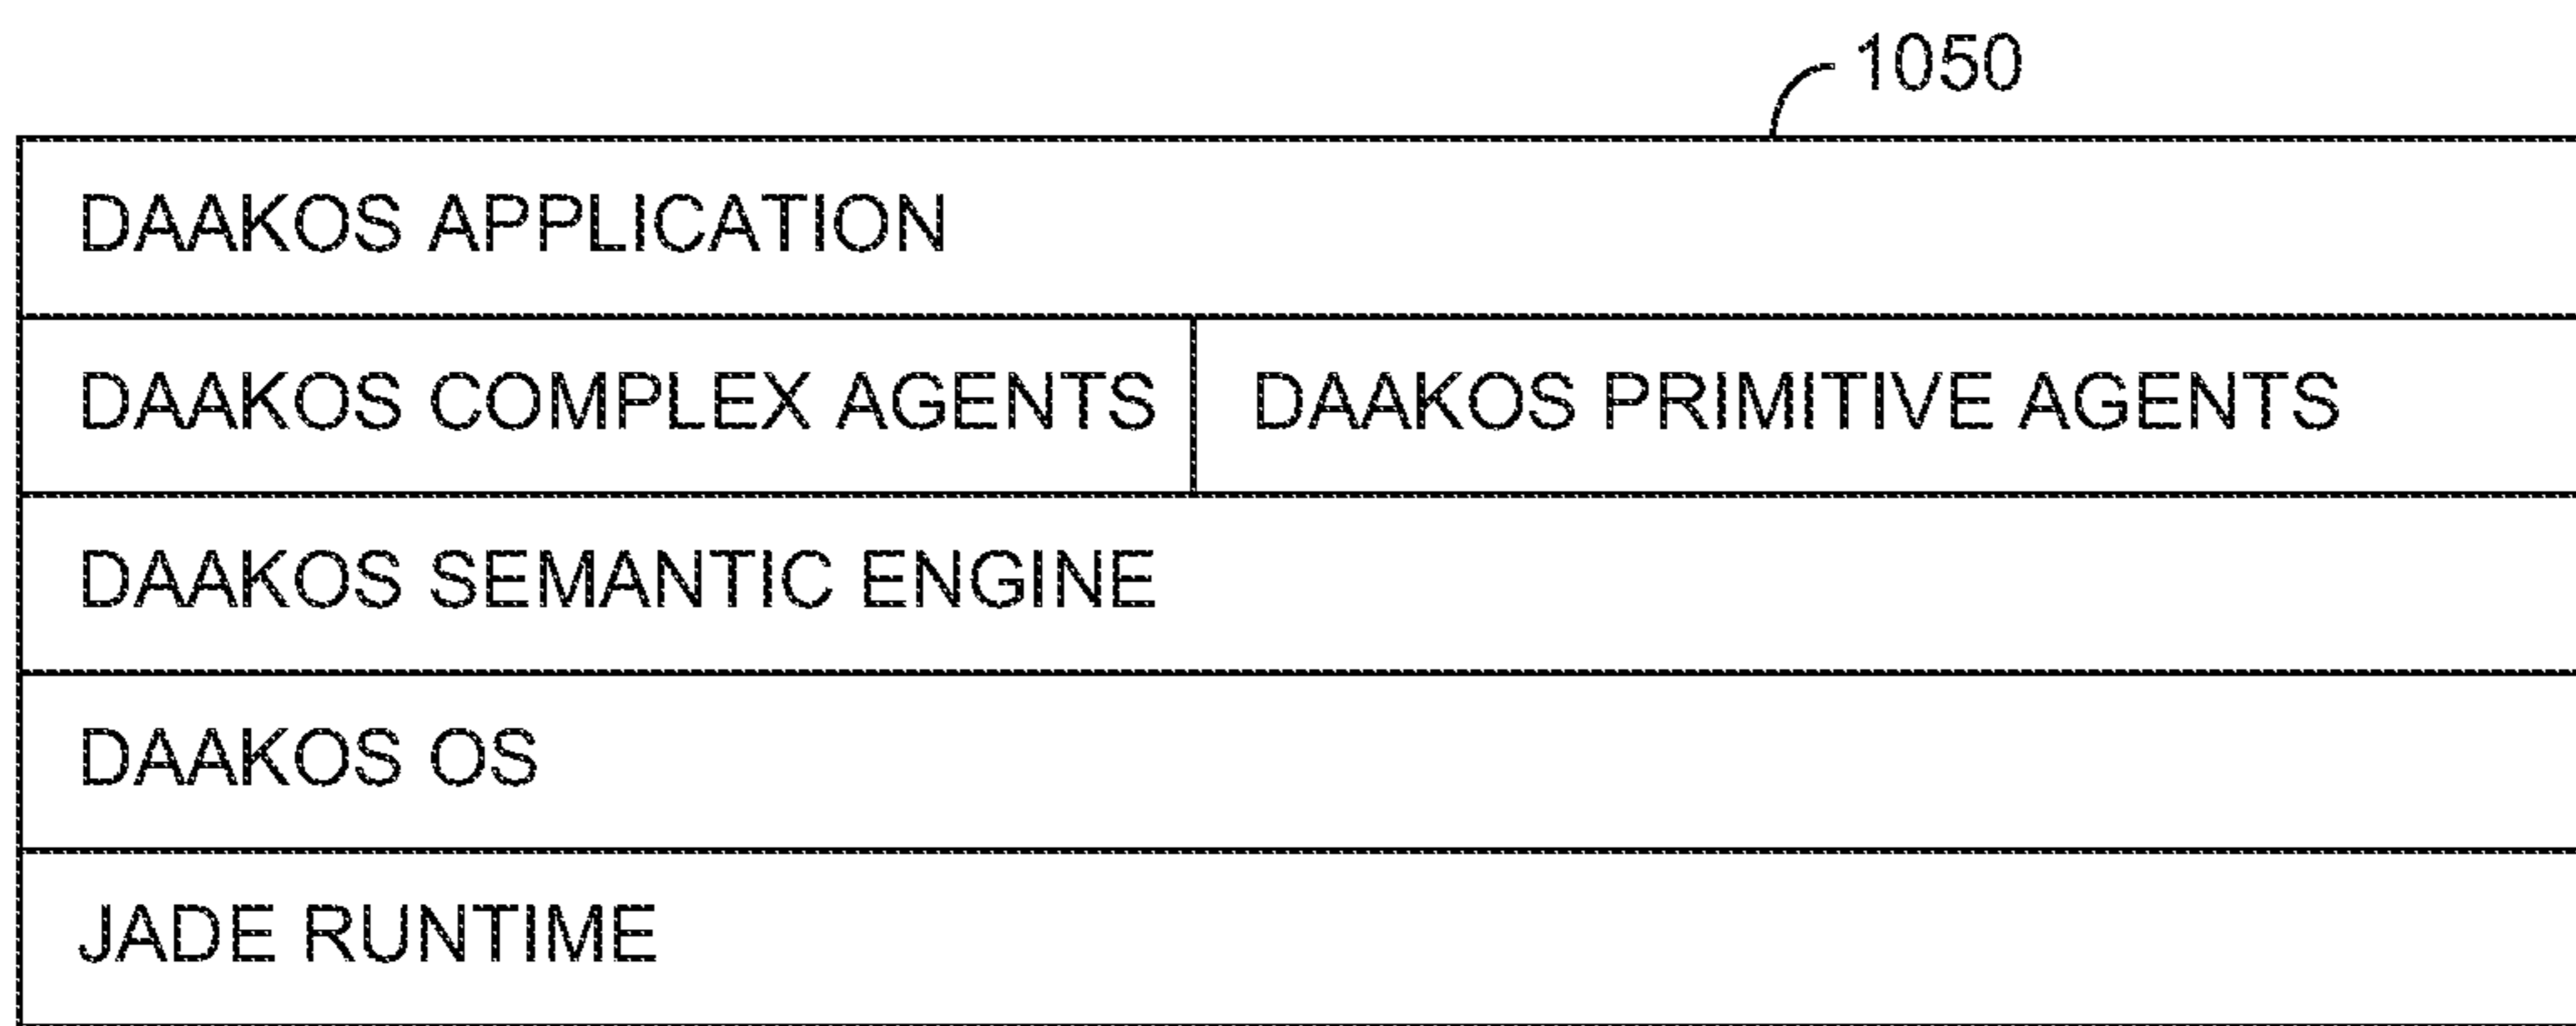 1050
DAAKOS APPLICATION
DAAKOS COMPLEX AGENTS DAAKOS PRIMITIVE AGENTS
DAAKOS SEMANTIC ENGINE
DAAKOS OS
JADE RUNTIME